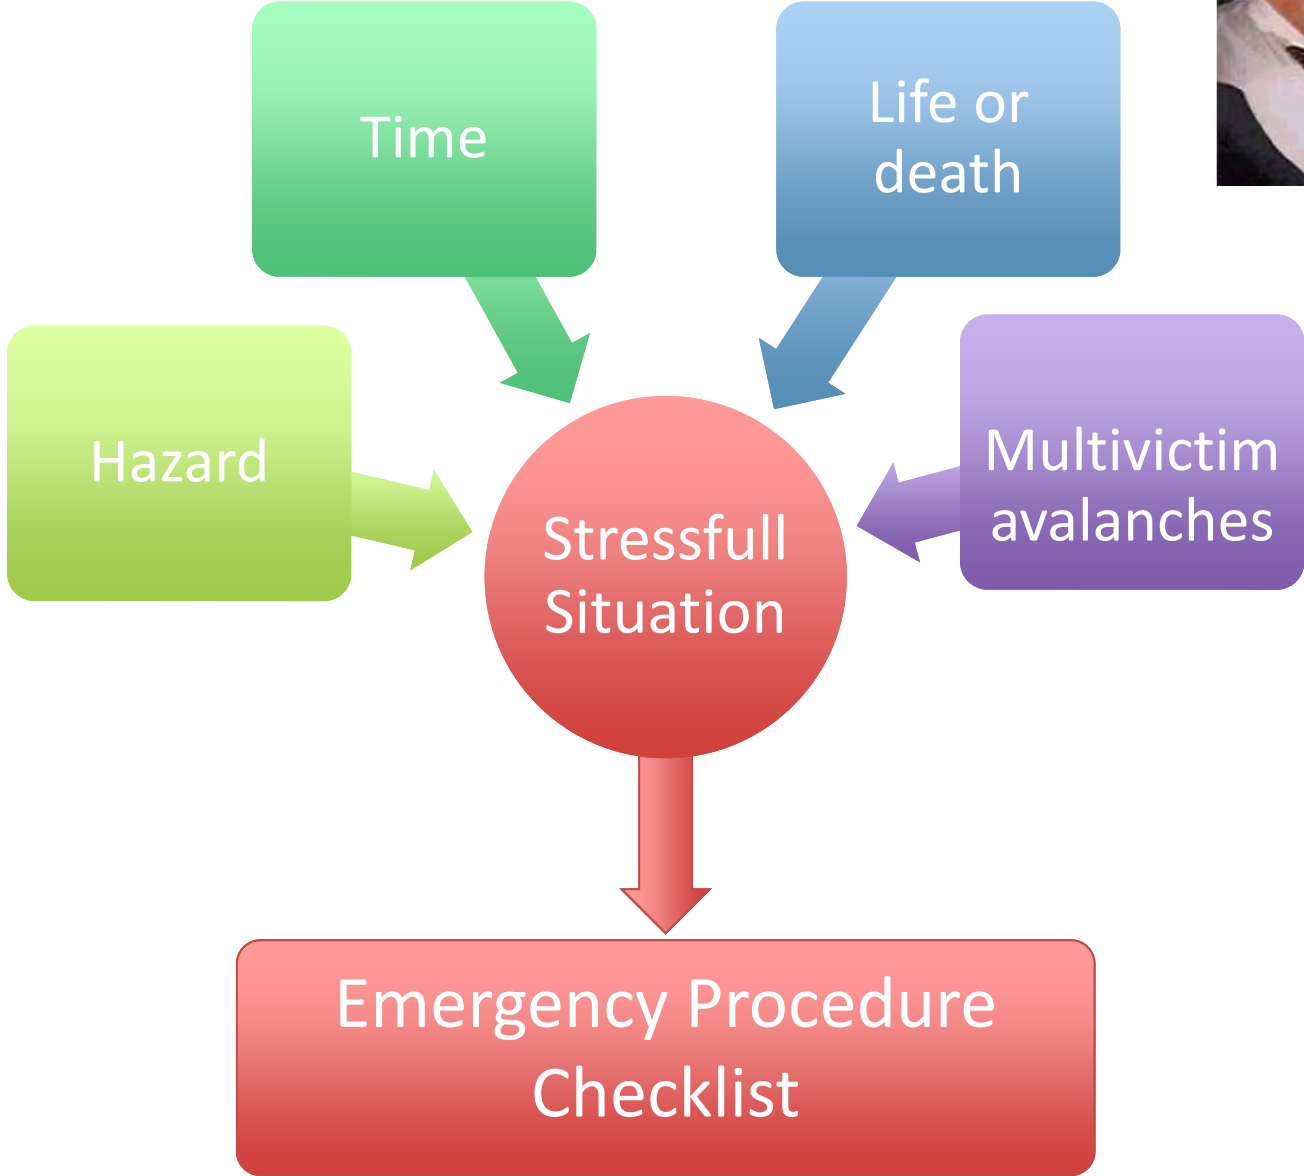 Time
Life or
death
Hazard
Multivictim
avalanches
Stressfull
Situation
Emergency Procedure
Checklist